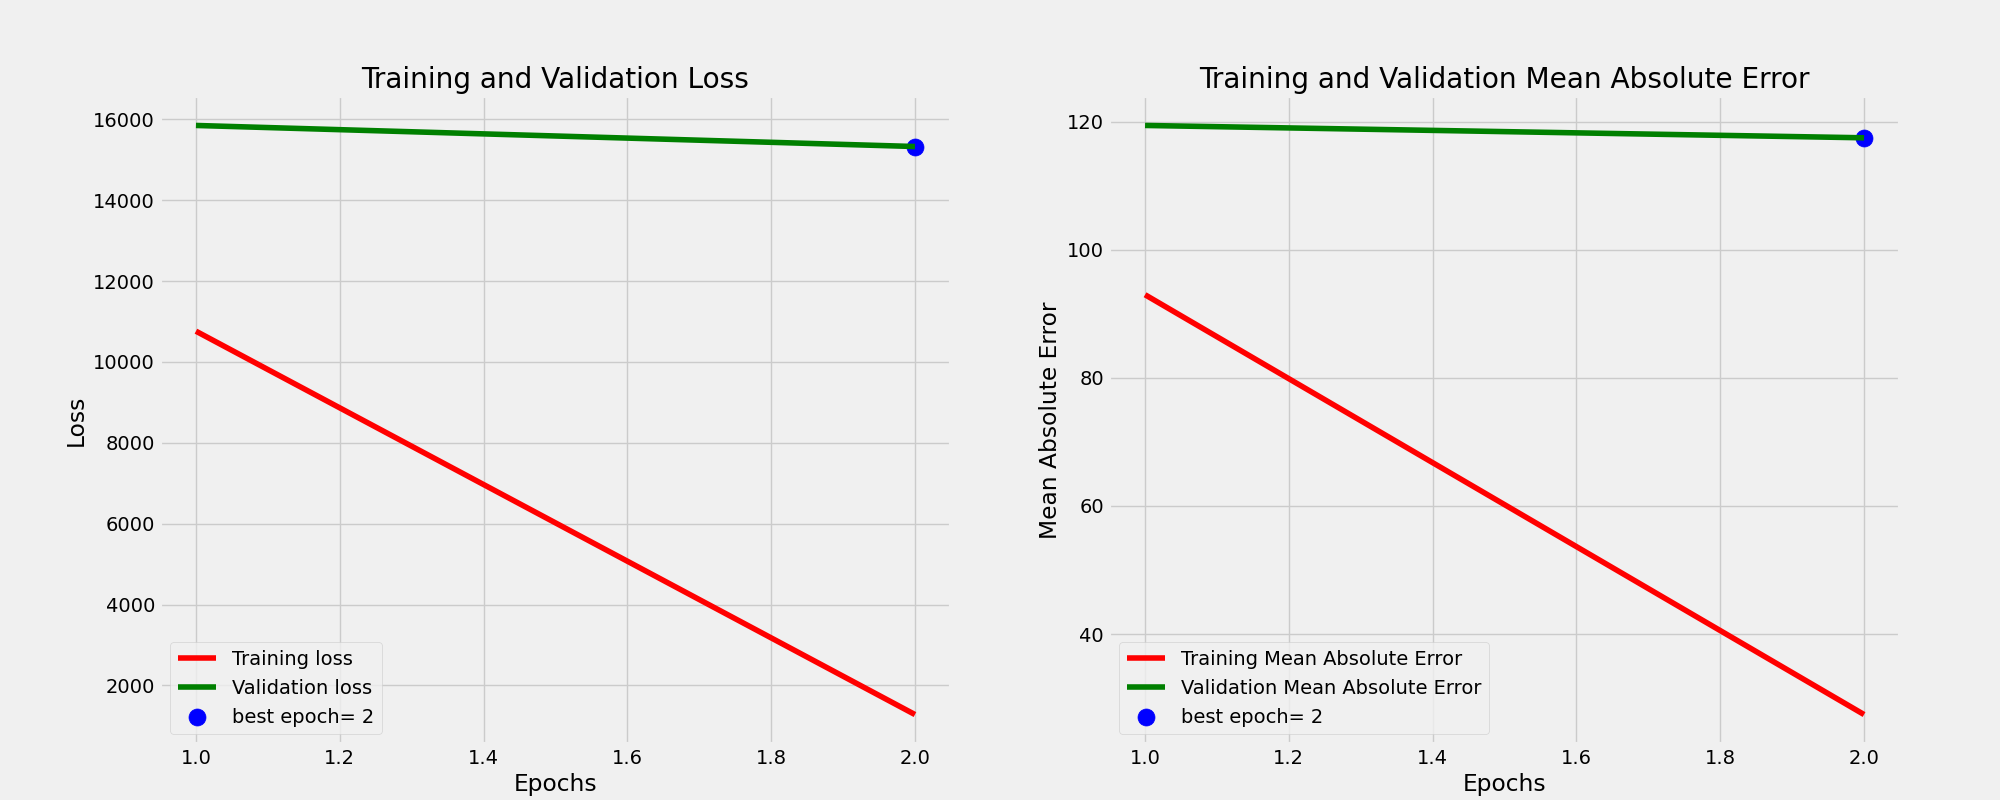 Training and Validation Loss
16000
14000
12000
10000
8000
6000
4000
2000
Loss
Training loss
Validation loss
best epoch= 2
1.0 1.2 1.4 1.6 1.8 2.0
Epochs
Training and Validation Mean Absolute Error
120
100
80
60
40
Mean Absolute Error
Training Mean Absolute Error
Validation Mean Absolute Error
best epoch= 2
1.0 1.2 1.4 1.6 1.8 2.0
Epochs